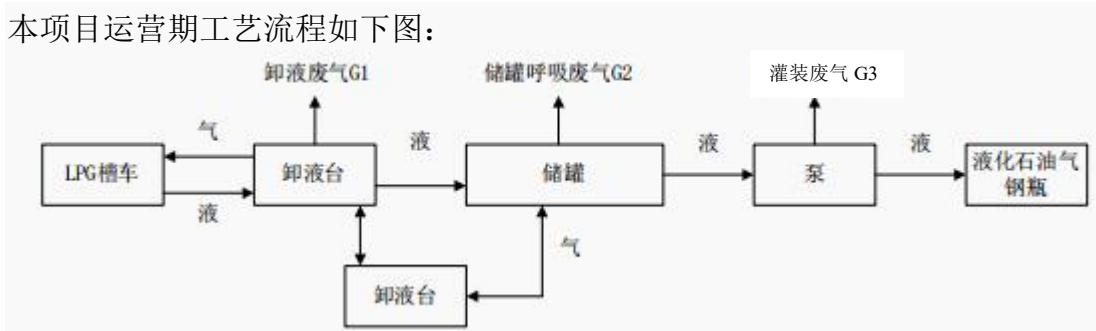 本项目运营期工艺流程如下图：
卸液废气G1
储罐呼吸废气G2
灌装废气 G3
气
液
液
液
LPG槽车
卸液台
储罐
泵
液化石油气
钢瓶
液
气
卸液台